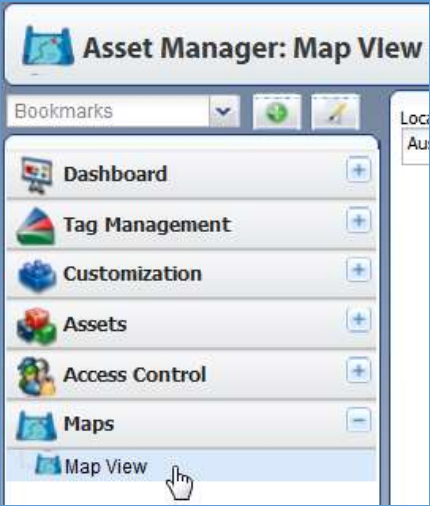 Asset Manager: Map View
Bookmarks
Loca
Aus
Dashboard
Tag Management
Customization
Assets
Access Control
Maps
Map View